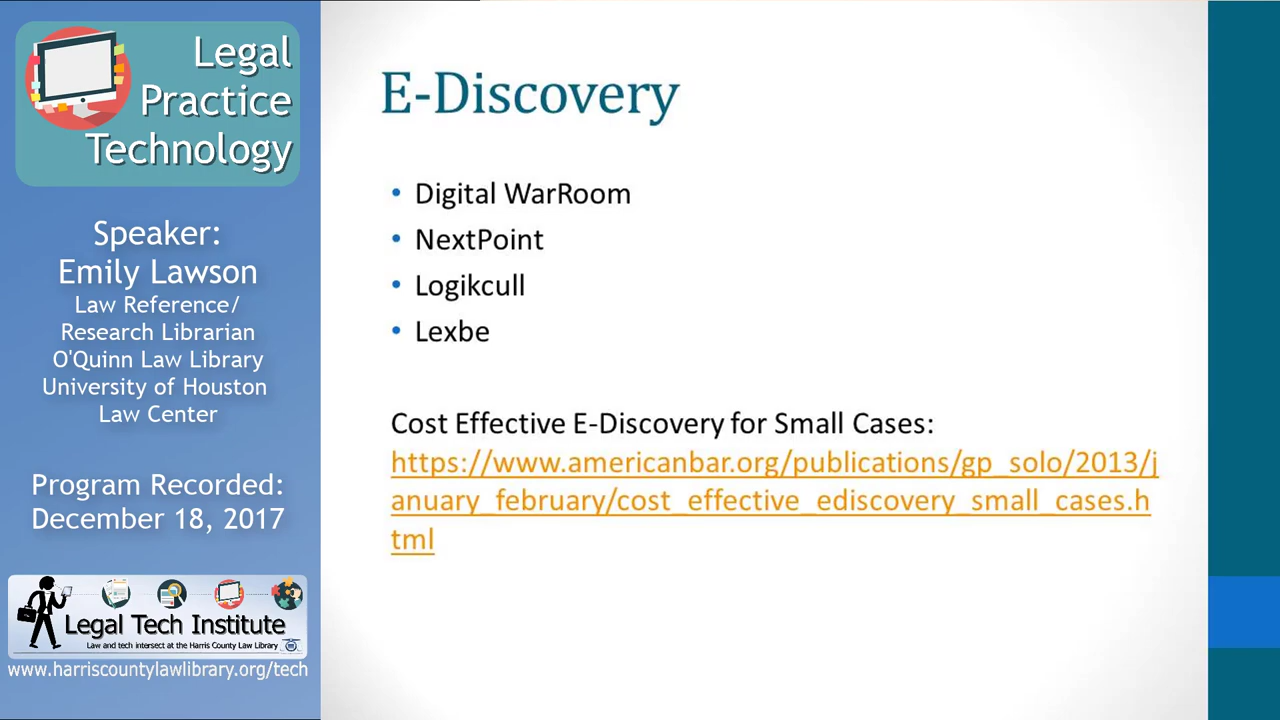 Legal
Practice
Technology
Speaker:
Emily Lawson
Law Reference/
Research Librarian
O'Quinn Law Library
University of Houston
Law Center
Program Recorded:
December 18, 2017
Legal Tech Institute
Law and tech intersect at the Harris County Law Library
www.harriscountylawlibrary.org/tech
E-Discovery
• Digital WarRoom
• NextPoint
• Logikcull
• Lexbe
Cost Effective E-Discovery for Small Cases:
https://www.americanbar.org/publications/gp_solo/2013/j
anuary_february/cost_effective_ediscovery_small_cases.h
tml